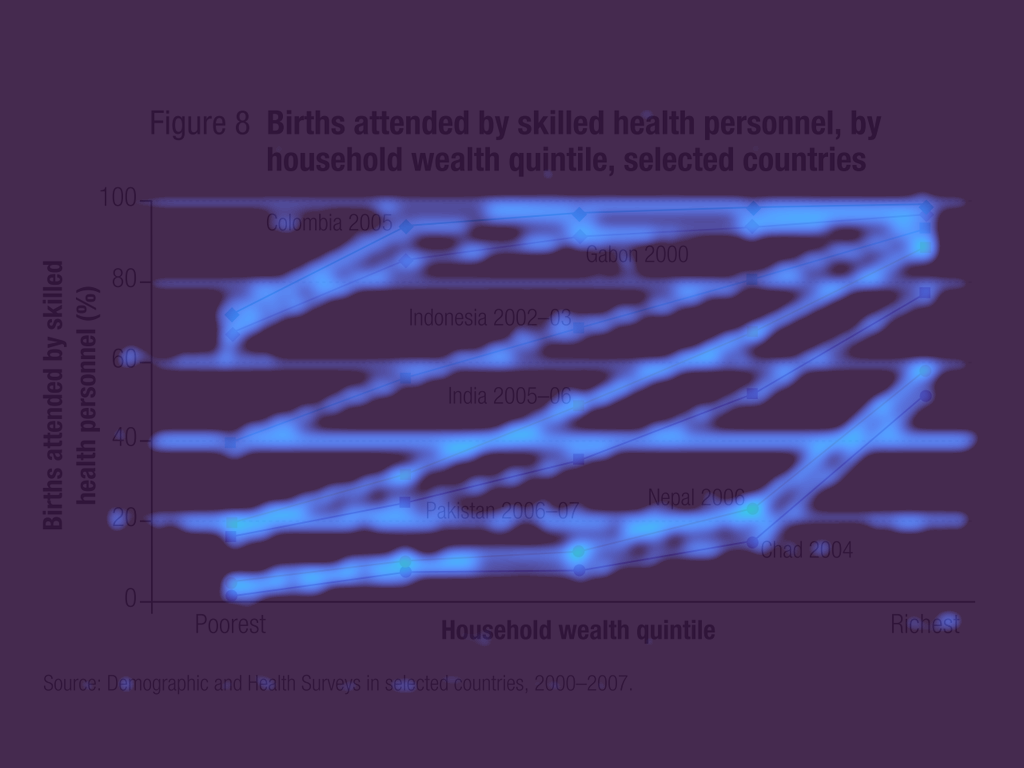 Figure 8 Births attended by skilled health personnel, by
household wealth quintile, selected countries
Births attended by skilled
health personnel (%)
100
80
60
40
20
0
Colombia 2005
Gabon 2000
Indonesia 2002–03
India 2005–06
Pakistan 2006–07
Nepal 2006
Chad 2004
Poorest
Household wealth quintile
Richest
Source: Demographic and Health Surveys in selected countries, 2000–2007.